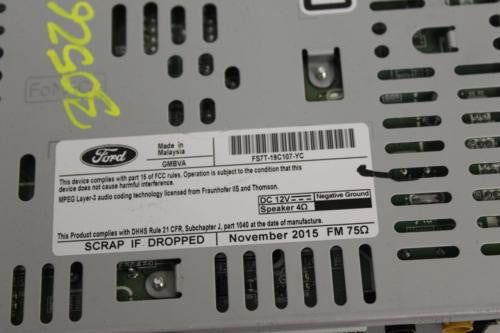 30526
FoMoCo
Ford
Made in
Malaysia
GMBVA
FS7T-19C107-YC
This device complies with part 15 of FCC rules. Operation is subject to the condition that this
device does not cause harmful interference.
MPEG Layer-3 audio coding technology licensed from Fraunhofer IIS and Thomson.
DC 12V Negative Ground
Speaker 4Ω
This Product complies with DHHS Rule 21 CFR, Subchapter J, part 1040 at the date of manufacture.
SCRAP IF DROPPED
November 2015 FM 75Ω